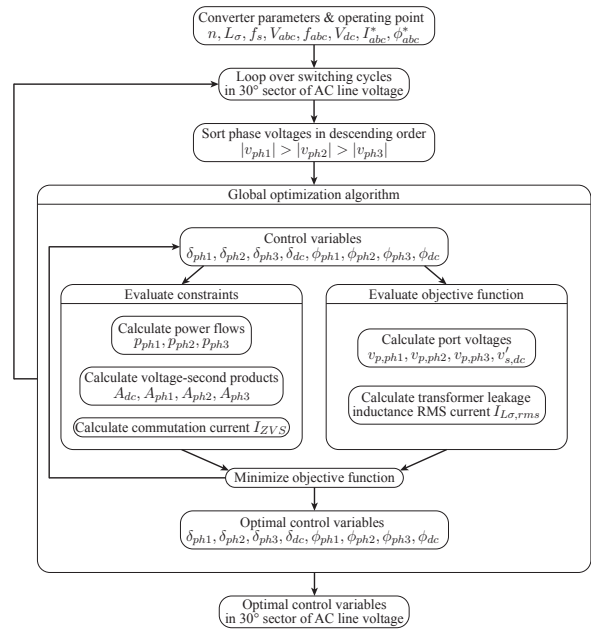 Converter parameters & operating point
n, L_σ, f_s, V_abc, f_abc, V_dc, I*_abc, ϕ*_abc
Loop over switching cycles
in 30° sector of AC line voltage
Sort phase voltages in descending order
|v_ph1| > |v_ph2| > |v_ph3|
Global optimization algorithm
Control variables
δ_ph1, δ_ph2, δ_ph3, δ_dc, ϕ_ph1, ϕ_ph2, ϕ_ph3, ϕ_dc
Evaluate constraints
Calculate power flows
p_ph1, p_ph2, p_ph3
Calculate voltage-second products
A_dc, A_ph1, A_ph2, A_ph3
Calculate commutation current I_ZVS
Evaluate objective function
Calculate port voltages
v_p,ph1, v_p,ph2, v_p,ph3, v′_s,dc
Calculate transformer leakage
inductance RMS current I_Lσ,rms
Minimize objective function
Optimal control variables
δ_ph1, δ_ph2, δ_ph3, δ_dc, ϕ_ph1, ϕ_ph2, ϕ_ph3, ϕ_dc
Optimal control variables
in 30° sector of AC line voltage